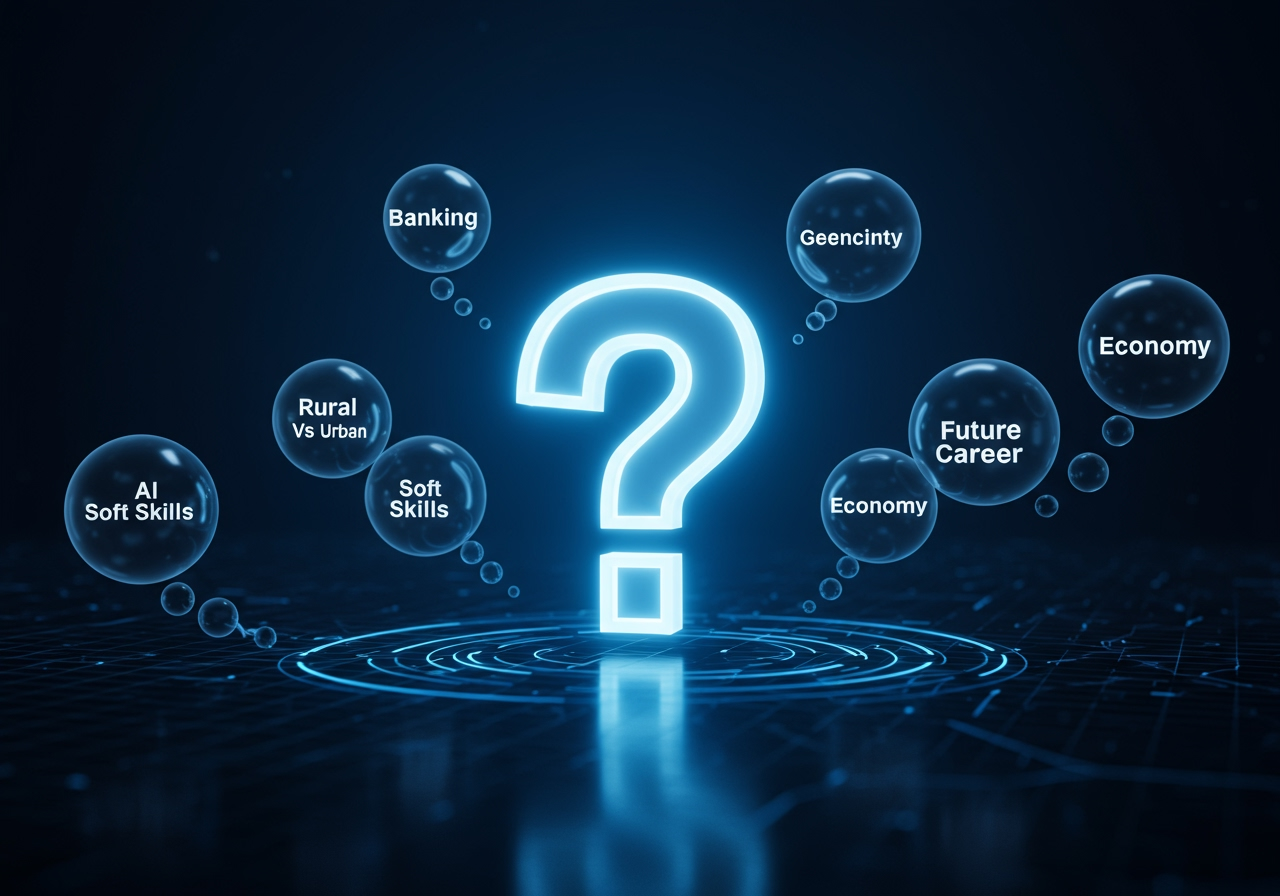 Banking
Geencinty
Economy
Rural
Vs Urban
Future
Career
AI
Soft Skills
Soft
Skills
Economy
?